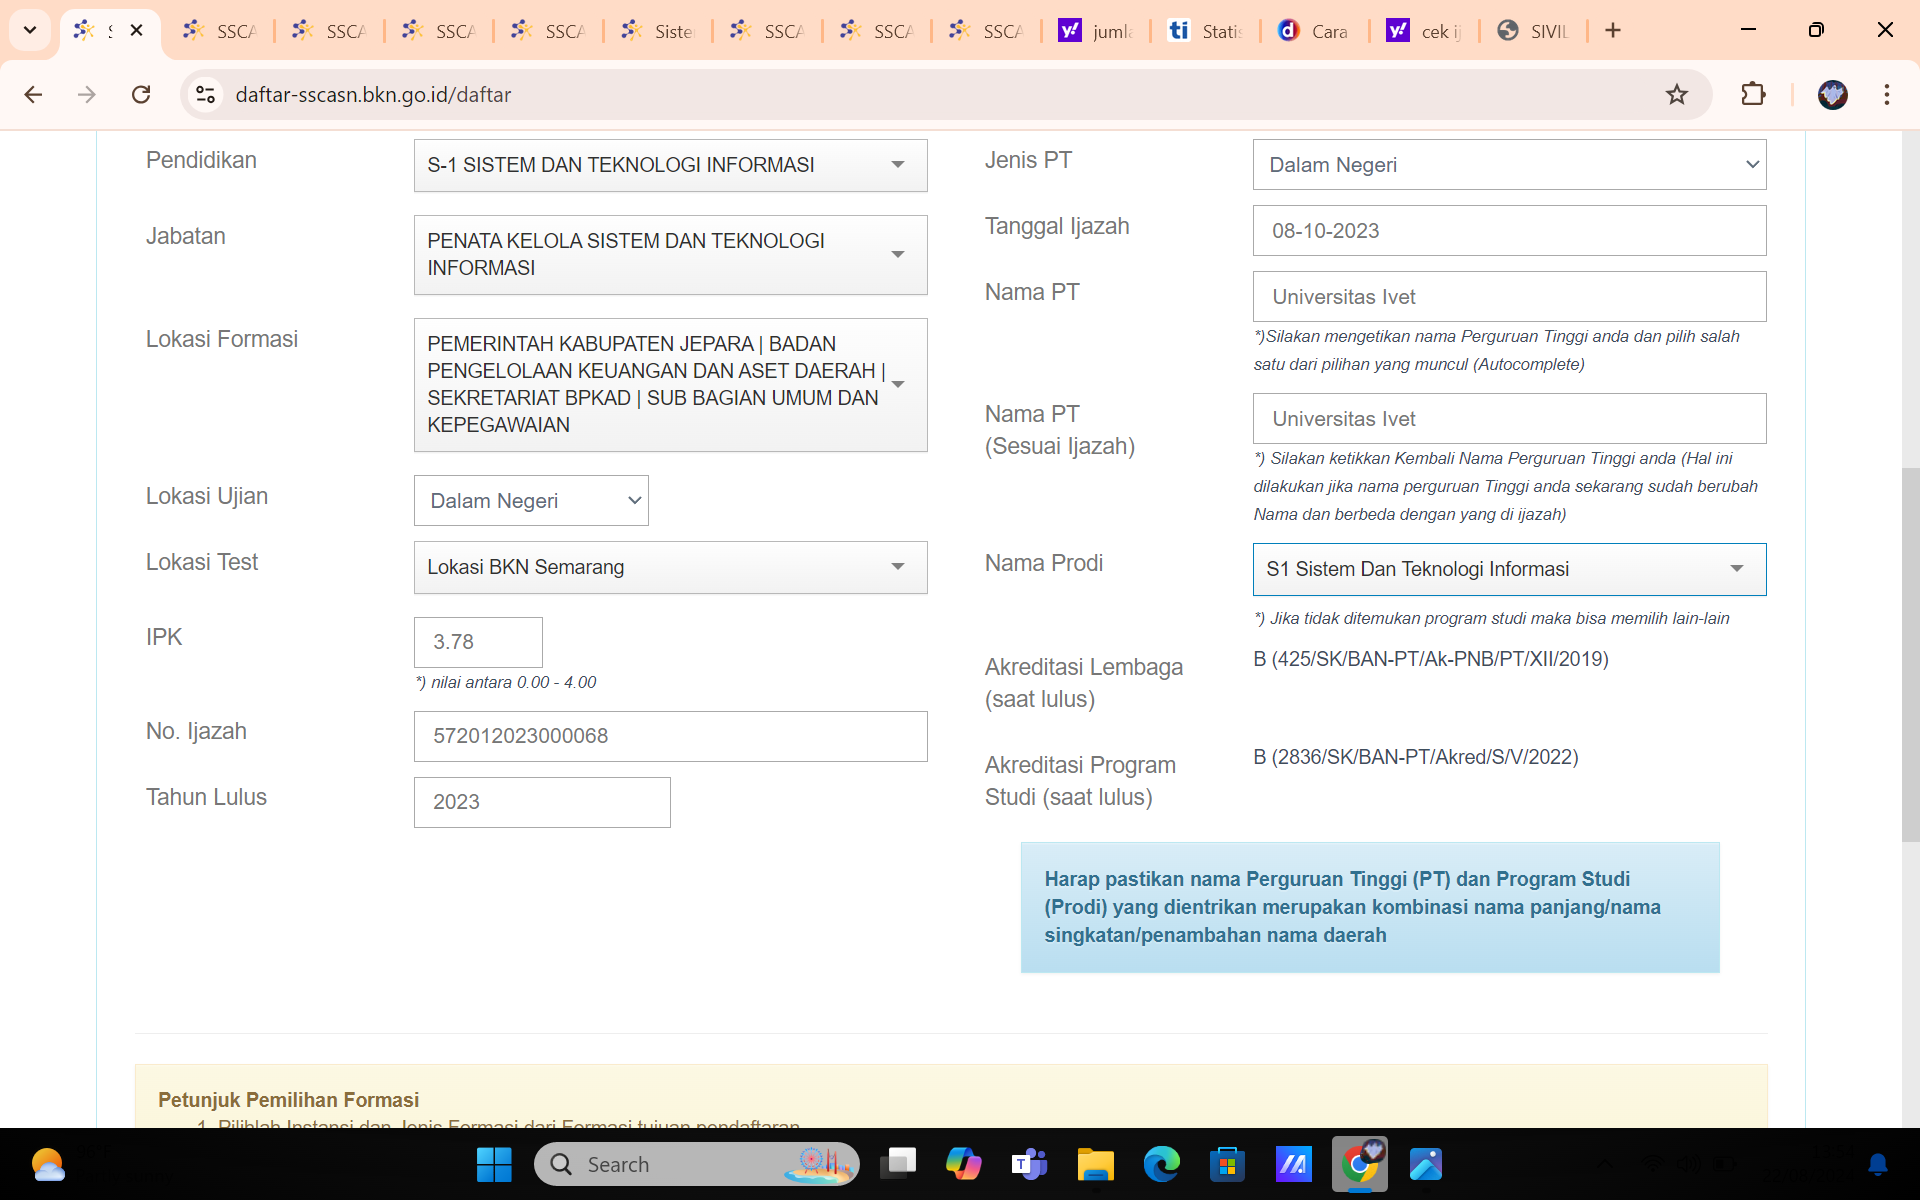 SSCA
SSCA
SSCA
SSCA
Siste
SSCA
SSCA
SSCA
jumla
Statis
Cara
cek ij
SIVIL
daftar-sscasn.bkn.go.id/daftar
Pendidikan
S-1 SISTEM DAN TEKNOLOGI INFORMASI
Jabatan
PENATA KELOLA SISTEM DAN TEKNOLOGI
INFORMASI
Lokasi Formasi
PEMERINTAH KABUPATEN JEPARA | BADAN
PENGELOLAAN KEUANGAN DAN ASET DAERAH |
SEKRETARIAT BPKAD | SUB BAGIAN UMUM DAN
KEPEGAWAIAN
Lokasi Ujian
Dalam Negeri
Lokasi Test
Lokasi BKN Semarang
IPK
3.78
*) nilai antara 0.00 - 4.00
No. Ijazah
572012023000068
Tahun Lulus
2023
Jenis PT
Dalam Negeri
Tanggal Ijazah
08-10-2023
Nama PT
Universitas Ivet
*)Silakan mengetikan nama Perguruan Tinggi anda dan pilih salah
satu dari pilihan yang muncul (Autocomplete)
Nama PT
(Sesuai Ijazah)
Universitas Ivet
*) Silakan ketikkan Kembali Nama Perguruan Tinggi anda (Hal ini
dilakukan jika nama perguruan Tinggi anda sekarang sudah berubah
Nama dan berbeda dengan yang di ijazah)
Nama Prodi
S1 Sistem Dan Teknologi Informasi
*) Jika tidak ditemukan program studi maka bisa memilih lain-lain
Akreditasi Lembaga
(saat lulus)
B (425/SK/BAN-PT/Ak-PNB/PT/XII/2019)
Akreditasi Program
Studi (saat lulus)
B (2836/SK/BAN-PT/Akred/S/V/2022)
Harap pastikan nama Perguruan Tinggi (PT) dan Program Studi
(Prodi) yang dientrikan merupakan kombinasi nama panjang/nama
singkatan/penambahan nama daerah
Petunjuk Pemilihan Formasi
1. Pilihlah Instansi dan Jenis Formasi dari Formasi tujuan pendaftaran
Search